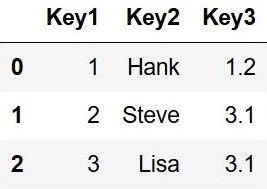 Key1 Key2 Key3
0 1 Hank 1.2
1 2 Steve 3.1
2 3 Lisa 3.1